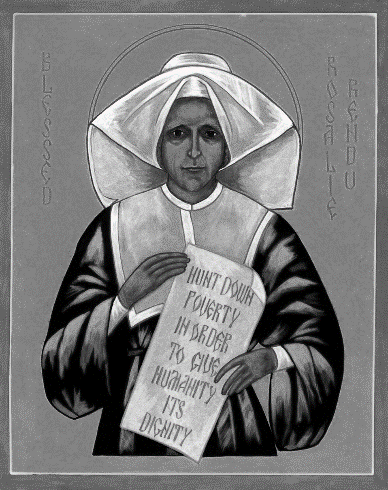 BLESSED
ROSALIE
RENDU
HUNT DOWN
POVERTY
IN ORDER
TO GIVE
HUMANITY
ITS
DIGNITY